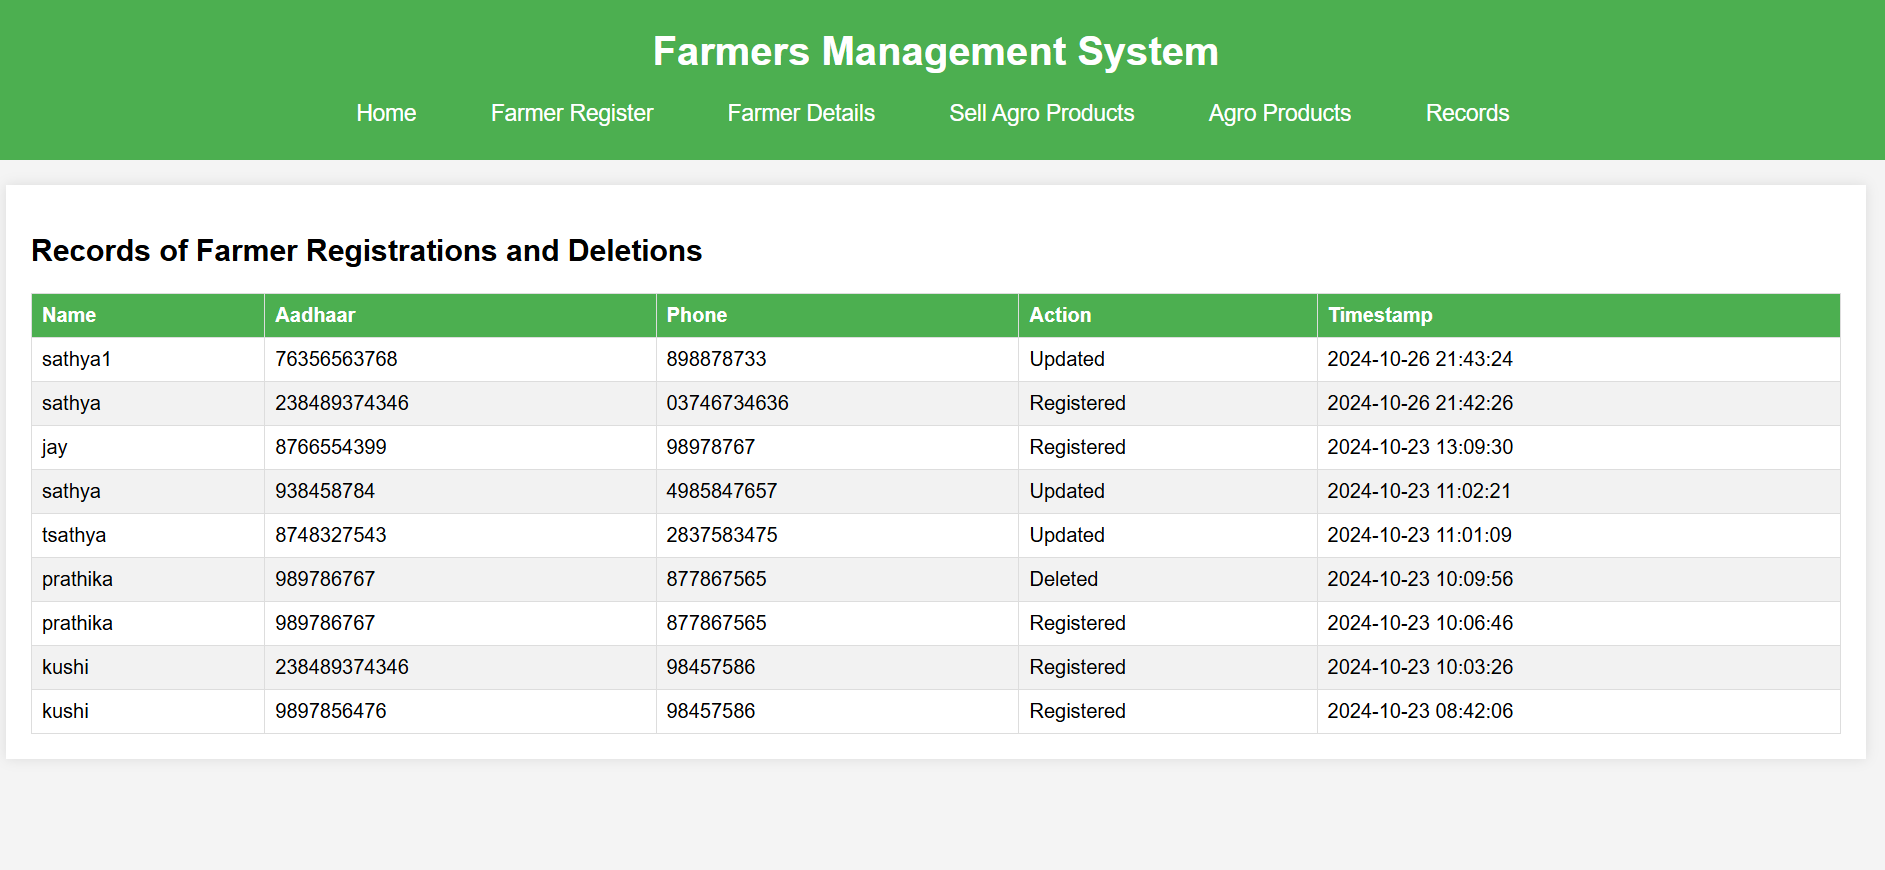 Farmers Management System
Home Farmer Register Farmer Details Sell Agro Products Agro Products Records
Records of Farmer Registrations and Deletions
Name Aadhaar Phone Action Timestamp
sathya1 76356563768 898878733 Updated 2024-10-26 21:43:24
sathya 238489374346 03746734636 Registered 2024-10-26 21:42:26
jay 8766554399 98978767 Registered 2024-10-23 13:09:30
sathya 938458784 4985847657 Updated 2024-10-23 11:02:21
tsathya 8748327543 2837583475 Updated 2024-10-23 11:01:09
prathika 989786767 877867565 Deleted 2024-10-23 10:09:56
prathika 989786767 877867565 Registered 2024-10-23 10:06:46
kushi 238489374346 98457586 Registered 2024-10-23 10:03:26
kushi 9897856476 98457586 Registered 2024-10-23 08:42:06